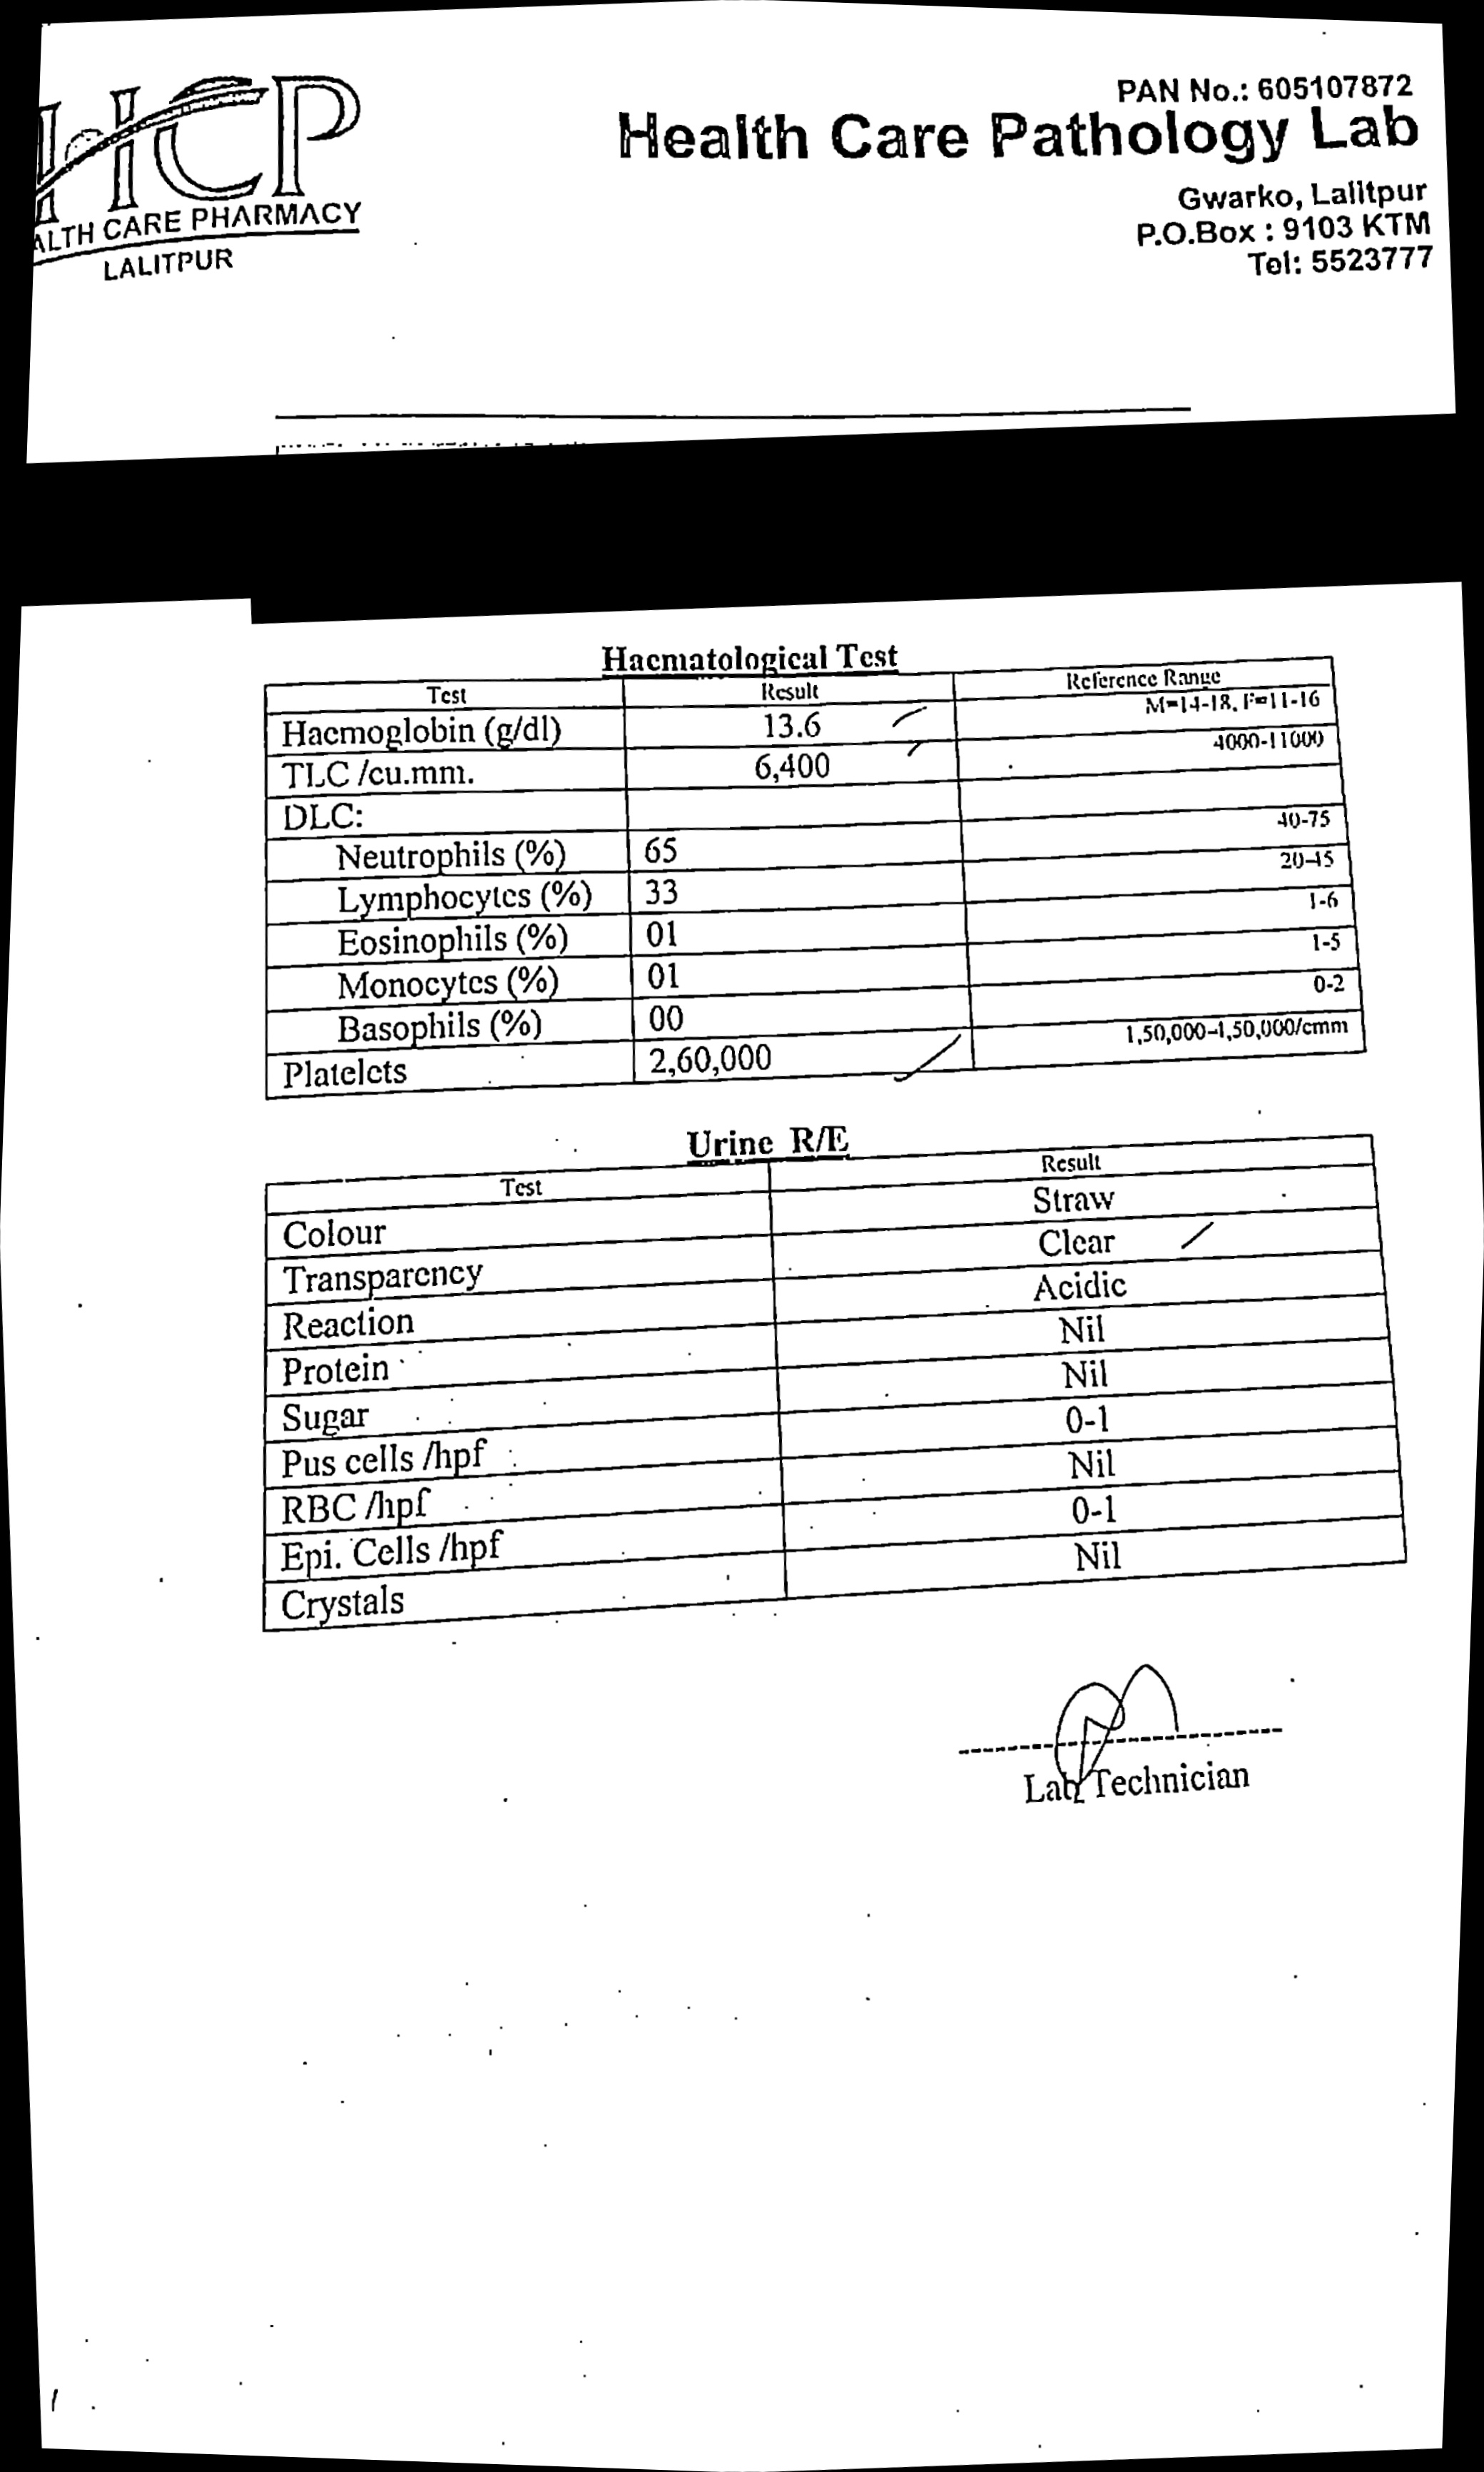 HCP
ALTH CARE PHARMACY
LALITPUR
PAN No.: 605107872
Health Care Pathology Lab
Gwarko, Lalitpur
P.O.Box : 9103 KTM
Tel: 5523777
Haematological Test
Test Result Reference Range
Haemoglobin (g/dl) 13.6 M=14-18, F=11-16
TLC /cu.mm. 6,400 4000-11000
DLC:
Neutrophils (%) 65 40-75
Lymphocytes (%) 33 20-45
Eosinophils (%) 01 1-6
Monocytes (%) 01 1-5
Basophils (%) 00 0-2
Platelets 2,60,000 1,50,000-4,50,000/cmm
Urine R/E
Test Result
Colour Straw
Transparency Clear
Reaction Acidic
Protein Nil
Sugar Nil
Pus cells /hpf 0-1
RBC /hpf Nil
Epi. Cells /hpf 0-1
Crystals Nil
Lab Technician